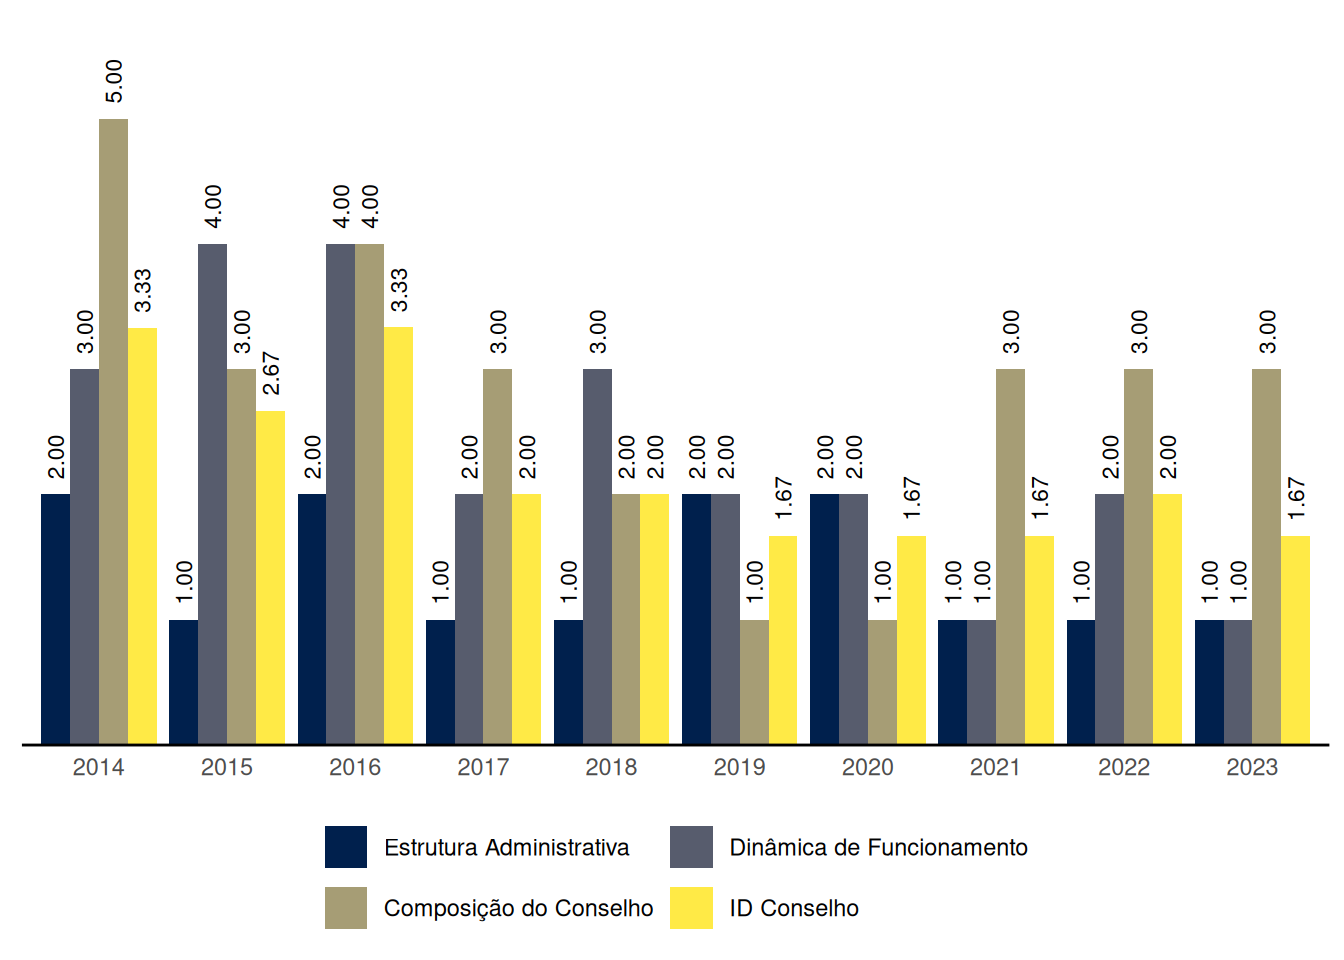 2.00 3.00 5.00 3.33 1.00 4.00 3.00 2.67 2.00 4.00 4.00 3.33 1.00 2.00 3.00 2.00 1.00 3.00 2.00 2.00 2.00 2.00 1.00 1.67 2.00 2.00 1.00 1.67 1.00 1.00 3.00 1.67 1.00 2.00 3.00 2.00 1.00 1.00 3.00 1.67
2014 2015 2016 2017 2018 2019 2020 2021 2022 2023
Estrutura Administrativa Dinâmica de Funcionamento
Composição do Conselho ID Conselho